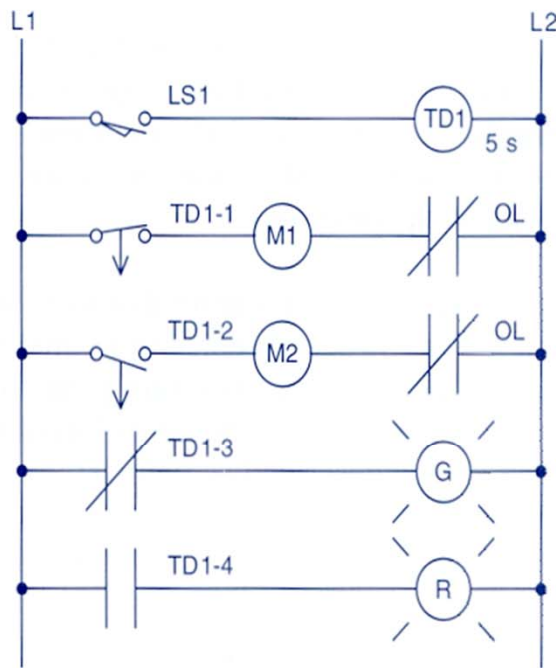 L1 L2
LS1
TD1
5 s
TD1-1 M1 OL
TD1-2 M2 OL
TD1-3 G
TD1-4 R